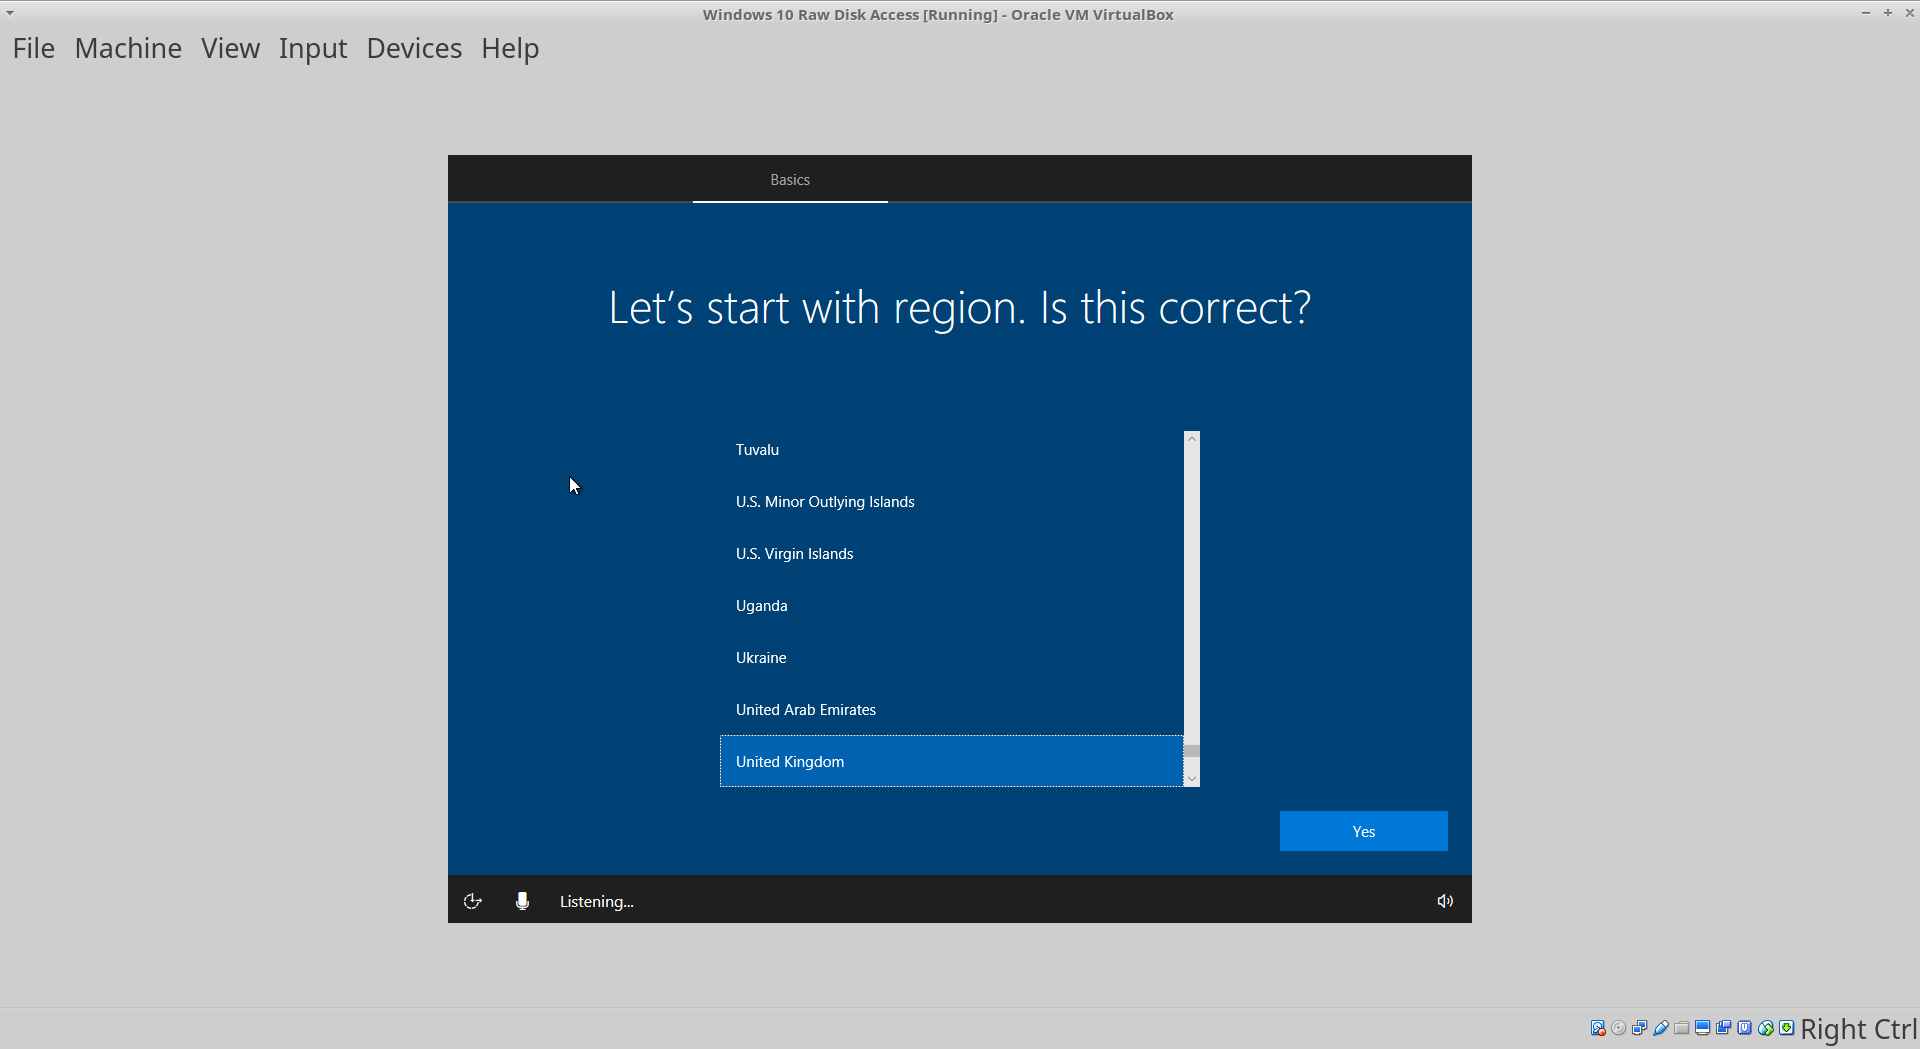 Windows 10 Raw Disk Access [Running] - Oracle VM VirtualBox
File Machine View Input Devices Help
Basics
Let's start with region. Is this correct?
Tuvalu
U.S. Minor Outlying Islands
U.S. Virgin Islands
Uganda
Ukraine
United Arab Emirates
United Kingdom
Yes
Listening...
Right Ctrl